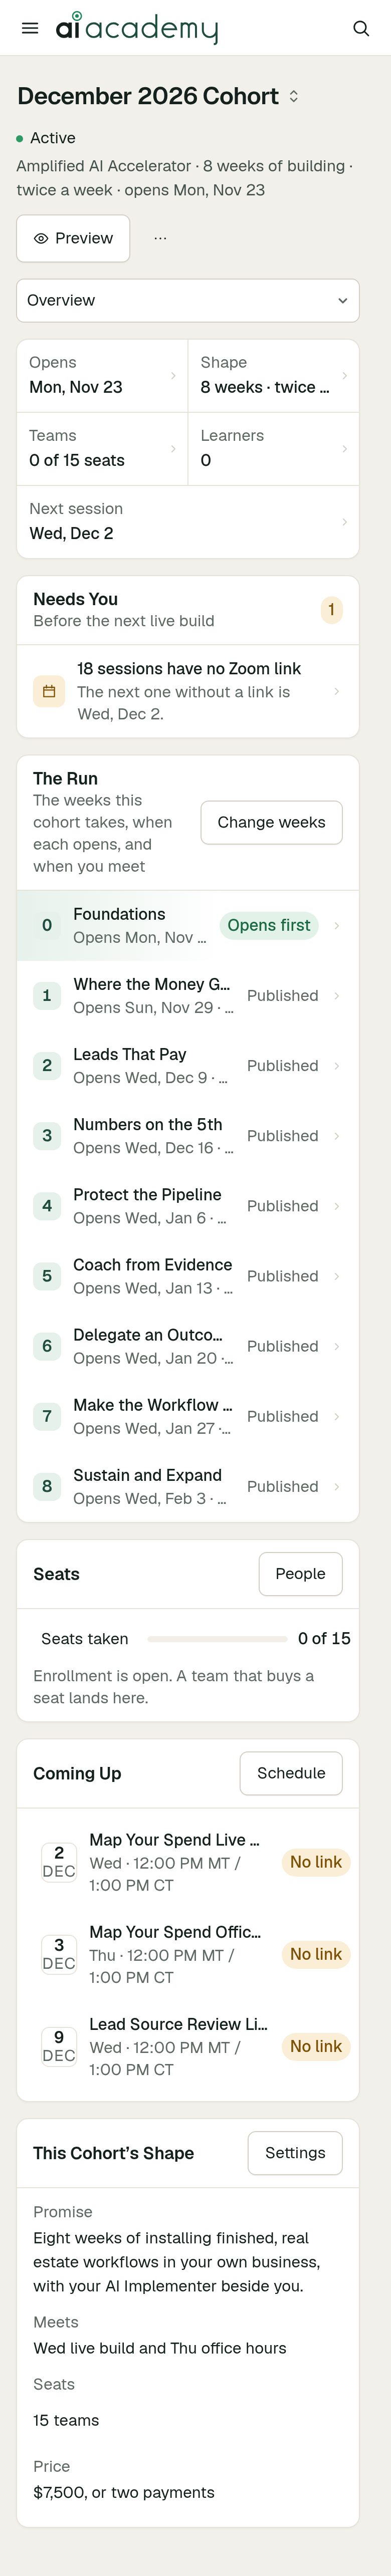 ai academy
December 2026 Cohort
Active
Amplified AI Accelerator · 8 weeks of building ·
twice a week · opens Mon, Nov 23
Preview
...
Overview
Opens
Mon, Nov 23
Shape
8 weeks · twice ...
Teams
0 of 15 seats
Learners
0
Next session
Wed, Dec 2
Needs You
Before the next live build
1
18 sessions have no Zoom link
The next one without a link is
Wed, Dec 2.
The Run
The weeks this
cohort takes, when
each opens, and
when you meet
Change weeks
0
Foundations
Opens Mon, Nov ...
Opens first
1
Where the Money G...
Opens Sun, Nov 29 · ...
Published
2
Leads That Pay
Opens Wed, Dec 9 · ...
Published
3
Numbers on the 5th
Opens Wed, Dec 16 · ...
Published
4
Protect the Pipeline
Opens Wed, Jan 6 · ...
Published
5
Coach from Evidence
Opens Wed, Jan 13 · ...
Published
6
Delegate an Outco...
Opens Wed, Jan 20 ·...
Published
7
Make the Workflow ...
Opens Wed, Jan 27 ·...
Published
8
Sustain and Expand
Opens Wed, Feb 3 · ...
Published
Seats
People
Seats taken
0 of 15
Enrollment is open. A team that buys a
seat lands here.
Coming Up
Schedule
2
DEC
Map Your Spend Live ...
Wed · 12:00 PM MT /
1:00 PM CT
No link
3
DEC
Map Your Spend Offic...
Thu · 12:00 PM MT /
1:00 PM CT
No link
9
DEC
Lead Source Review Li...
Wed · 12:00 PM MT /
1:00 PM CT
No link
This Cohort’s Shape
Settings
Promise
Eight weeks of installing finished, real
estate workflows in your own business,
with your AI Implementer beside you.
Meets
Wed live build and Thu office hours
Seats
15 teams
Price
$7,500, or two payments